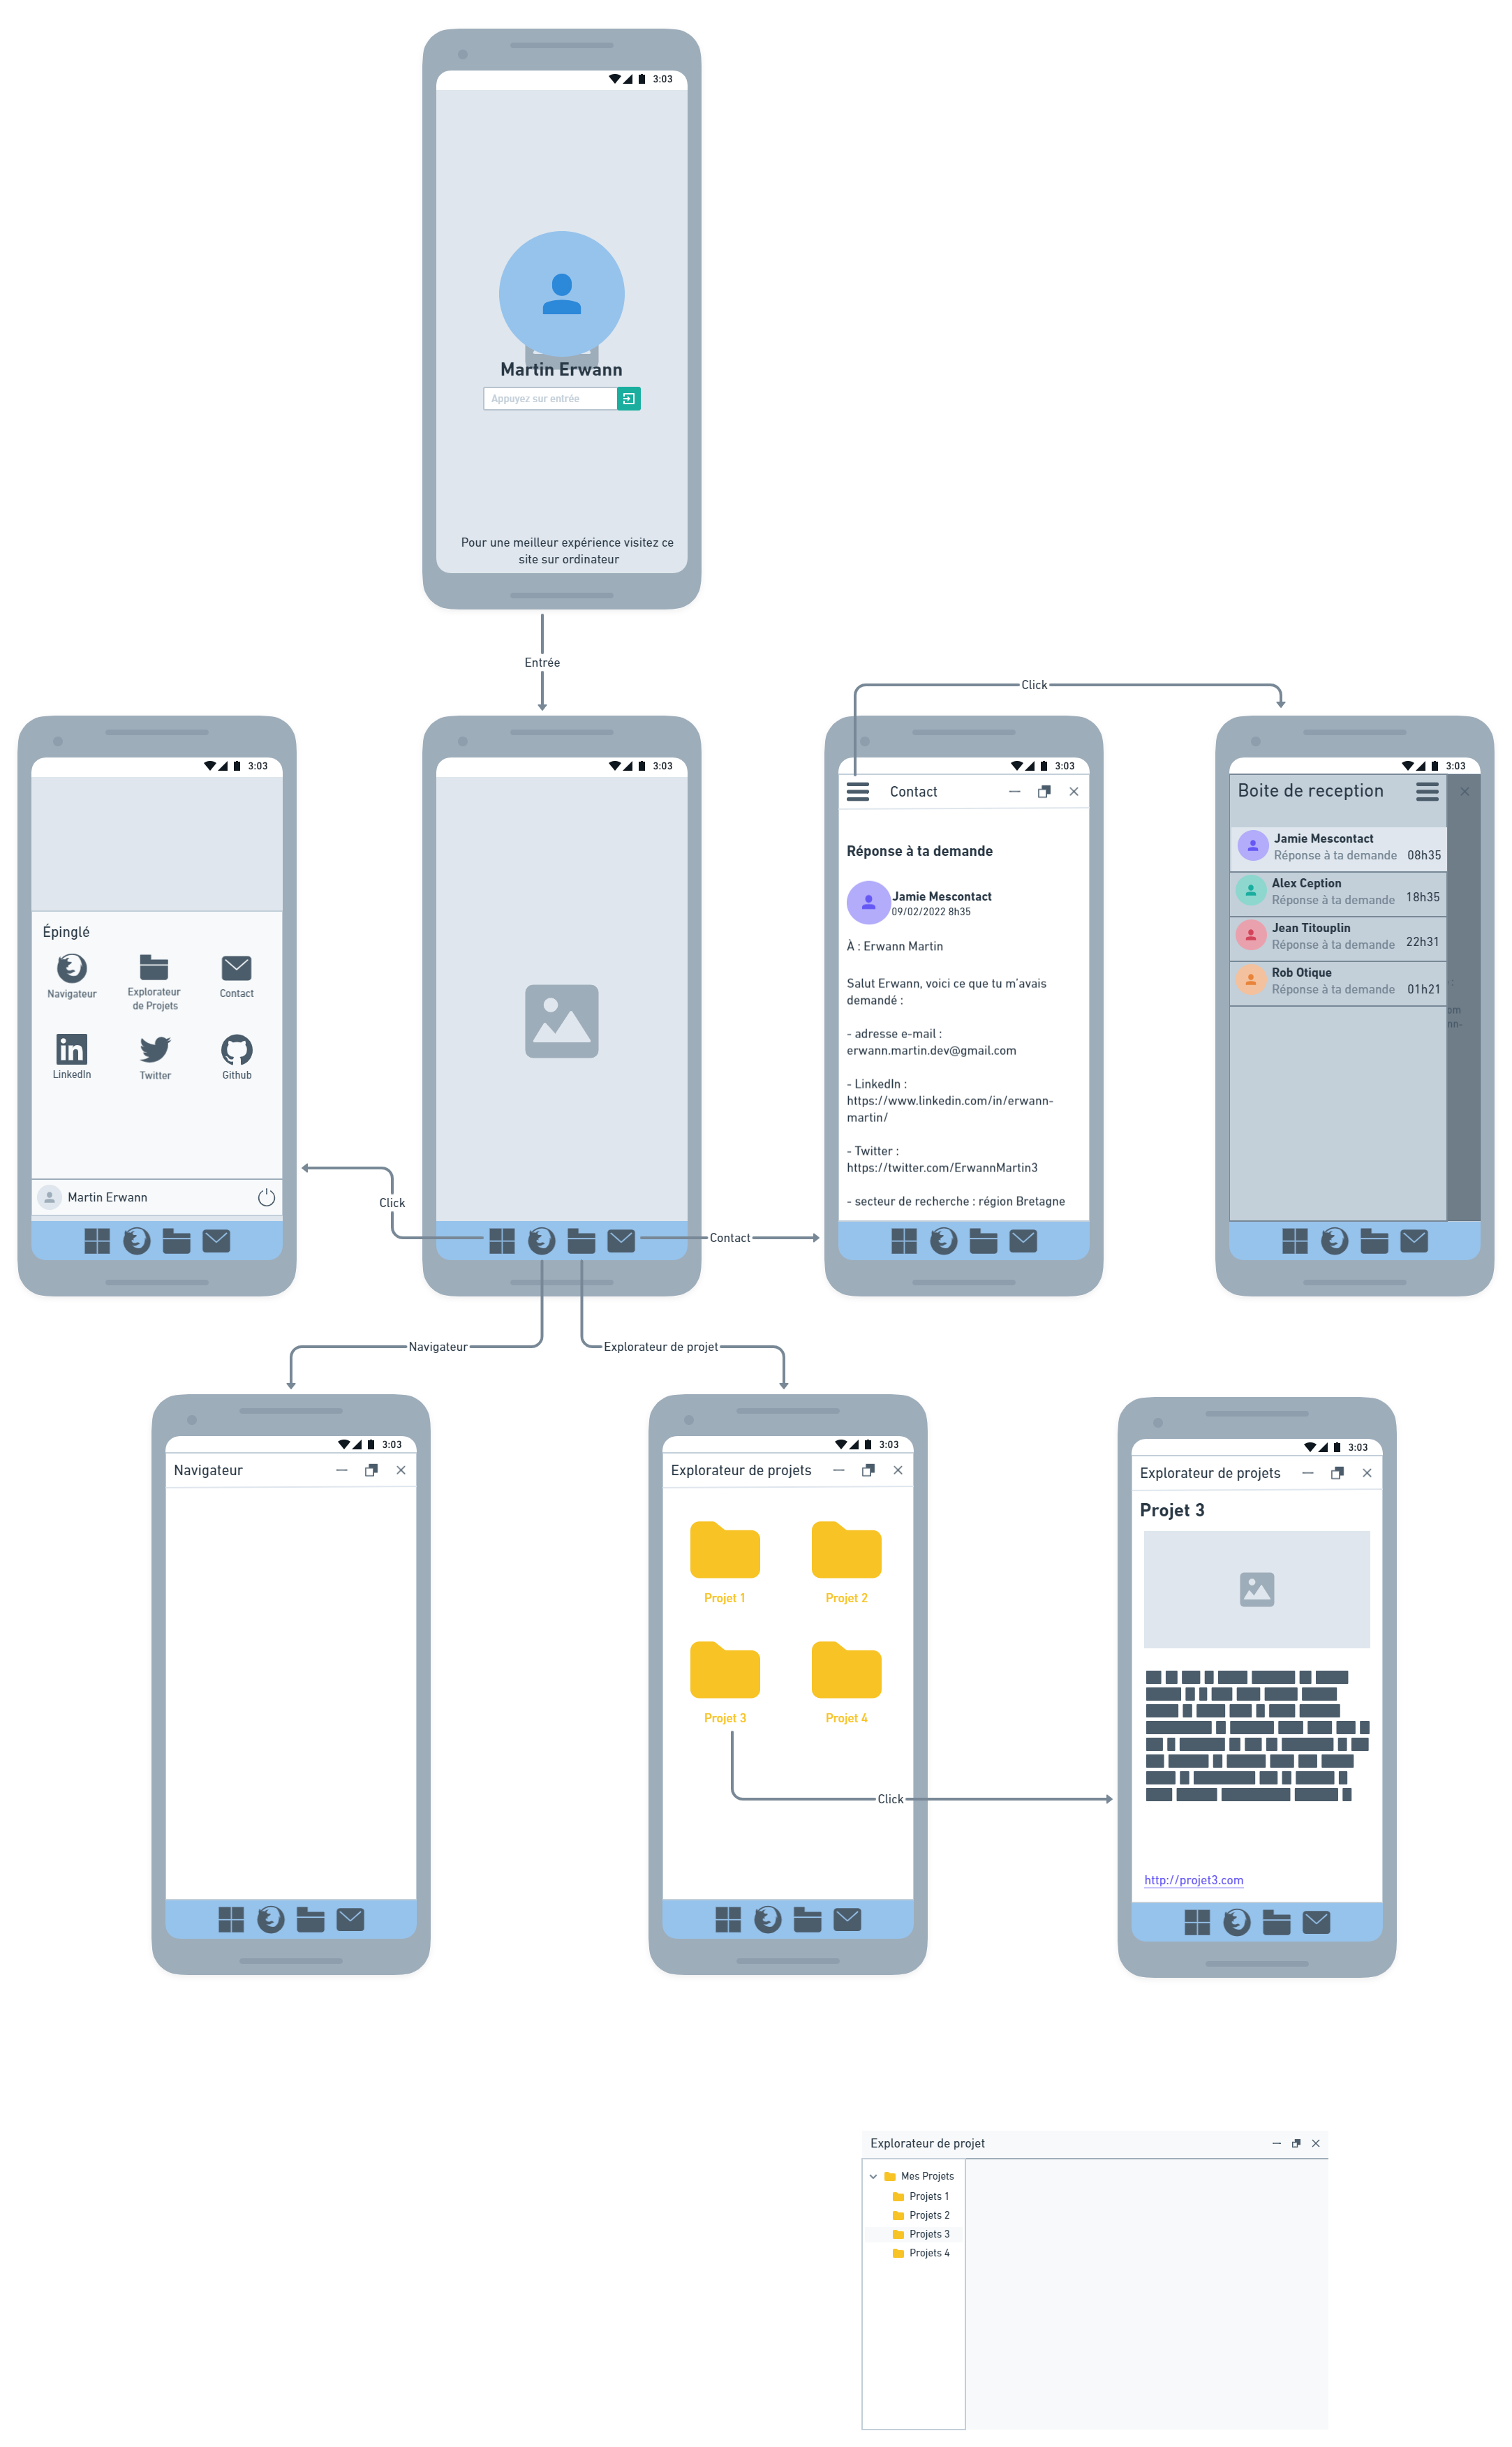 3:03
Martin Erwann
Appuyez sur entrée
Pour une meilleur expérience visitez ce
site sur ordinateur
Entrée
Click
3:03
Épinglé
Navigateur
Explorateur
de Projets
Contact
LinkedIn
Twitter
Github
Martin Erwann
Click
3:03
Contact
3:03
Contact
Réponse à ta demande
Jamie Mescontact
09/02/2022 8h35
À : Erwann Martin
Salut Erwann, voici ce que tu m'avais
demandé :
- adresse e-mail :
erwann.martin.dev@gmail.com
- LinkedIn :
https://www.linkedin.com/in/erwann-
martin/
- Twitter :
https://twitter.com/ErwannMartin3
- secteur de recherche : région Bretagne
3:03
Boite de reception
Jamie Mescontact
Réponse à ta demande 08h35
Alex Ception
Réponse à ta demande 18h35
Jean Titouplin
Réponse à ta demande 22h31
Rob Otique
Réponse à ta demande 01h21
:
om
nn-
Navigateur
Explorateur de projet
3:03
Navigateur
3:03
Explorateur de projets
Projet 1
Projet 2
Projet 3
Projet 4
Click
3:03
Explorateur de projets
Projet 3
http://projet3.com
Explorateur de projet
Mes Projets
Projets 1
Projets 2
Projets 3
Projets 4